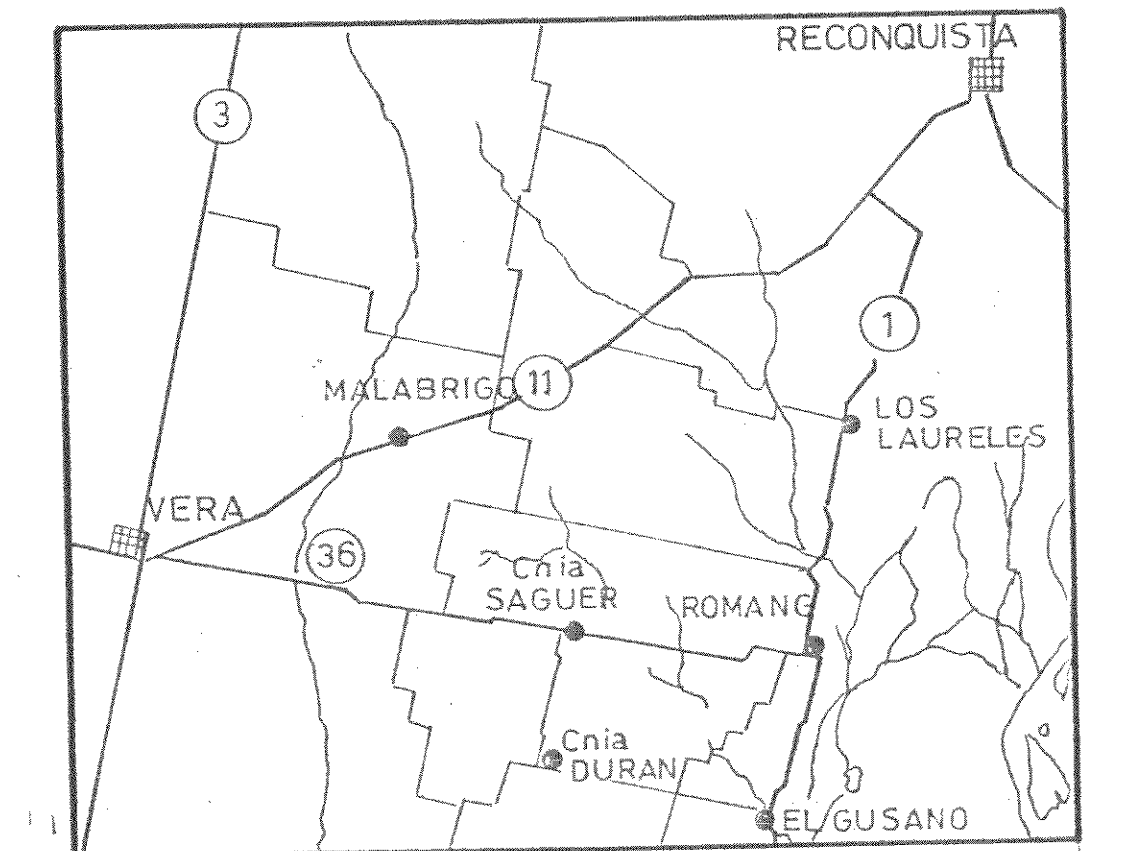 RECONQUISTA
3
1
MALABRIGO
11
LOS
LAURELES
VERA
36
Cnia
SAGUER
ROMANG
Cnia
DURAN
EL GUSANO